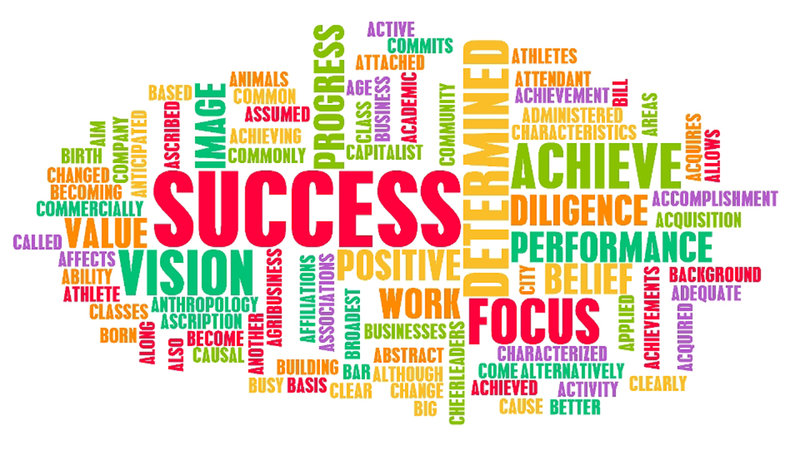 ACTIVE
COMMITS
ATTACHED
PROGRESS
AGE
BUSINESS
ACADEMIC
CLASS
CAPITALIST
COMMUNITY
DETERMINED
ATHLETES
ATTENDANT
ACHIEVEMENT
BILL
ADMINISTERED
CHARACTERISTICS
AREAS
ACQUIRES
ALLOWS
ANIMALS
BASED
COMMON
IMAGE
ASSUMED
ASCRIBED
ACHIEVING
COMMONLY
AIM
COMPANY
ANTICIPATED
BIRTH
CHANGED
BECOMING
COMMERCIALLY
SUCCESS
ACHIEVE
DILIGENCE
ACCOMPLISHMENT
ACQUISITION
PERFORMANCE
CALLED
VALUE
AFFECTS
VISION
ABILITY
ATHLETE
CLASSES
ANTHROPOLOGY
ASCRIPTION
BORN
ALONG
ALSO
BECOME
CAUSAL
ANOTHER
AGRIBUSINESS
AFFILIATIONS
ASSOCIATIONS
POSITIVE
WORK
BROADEST
BUSINESSES
CITY
BELIEF
BACKGROUND
ADEQUATE
FOCUS
APPLIED
ACHIEVEMENTS
ACQUIRED
BUILDING
BUSY
BASIS
BAR
CLEAR
ABSTRACT
ALTHOUGH
CHANGE
BIG
CHEERLEADERS
CHARACTERIZED
COME
ALTERNATIVELY
ACHIEVED
ACTIVITY
CLEARLY
CAUSE
BETTER